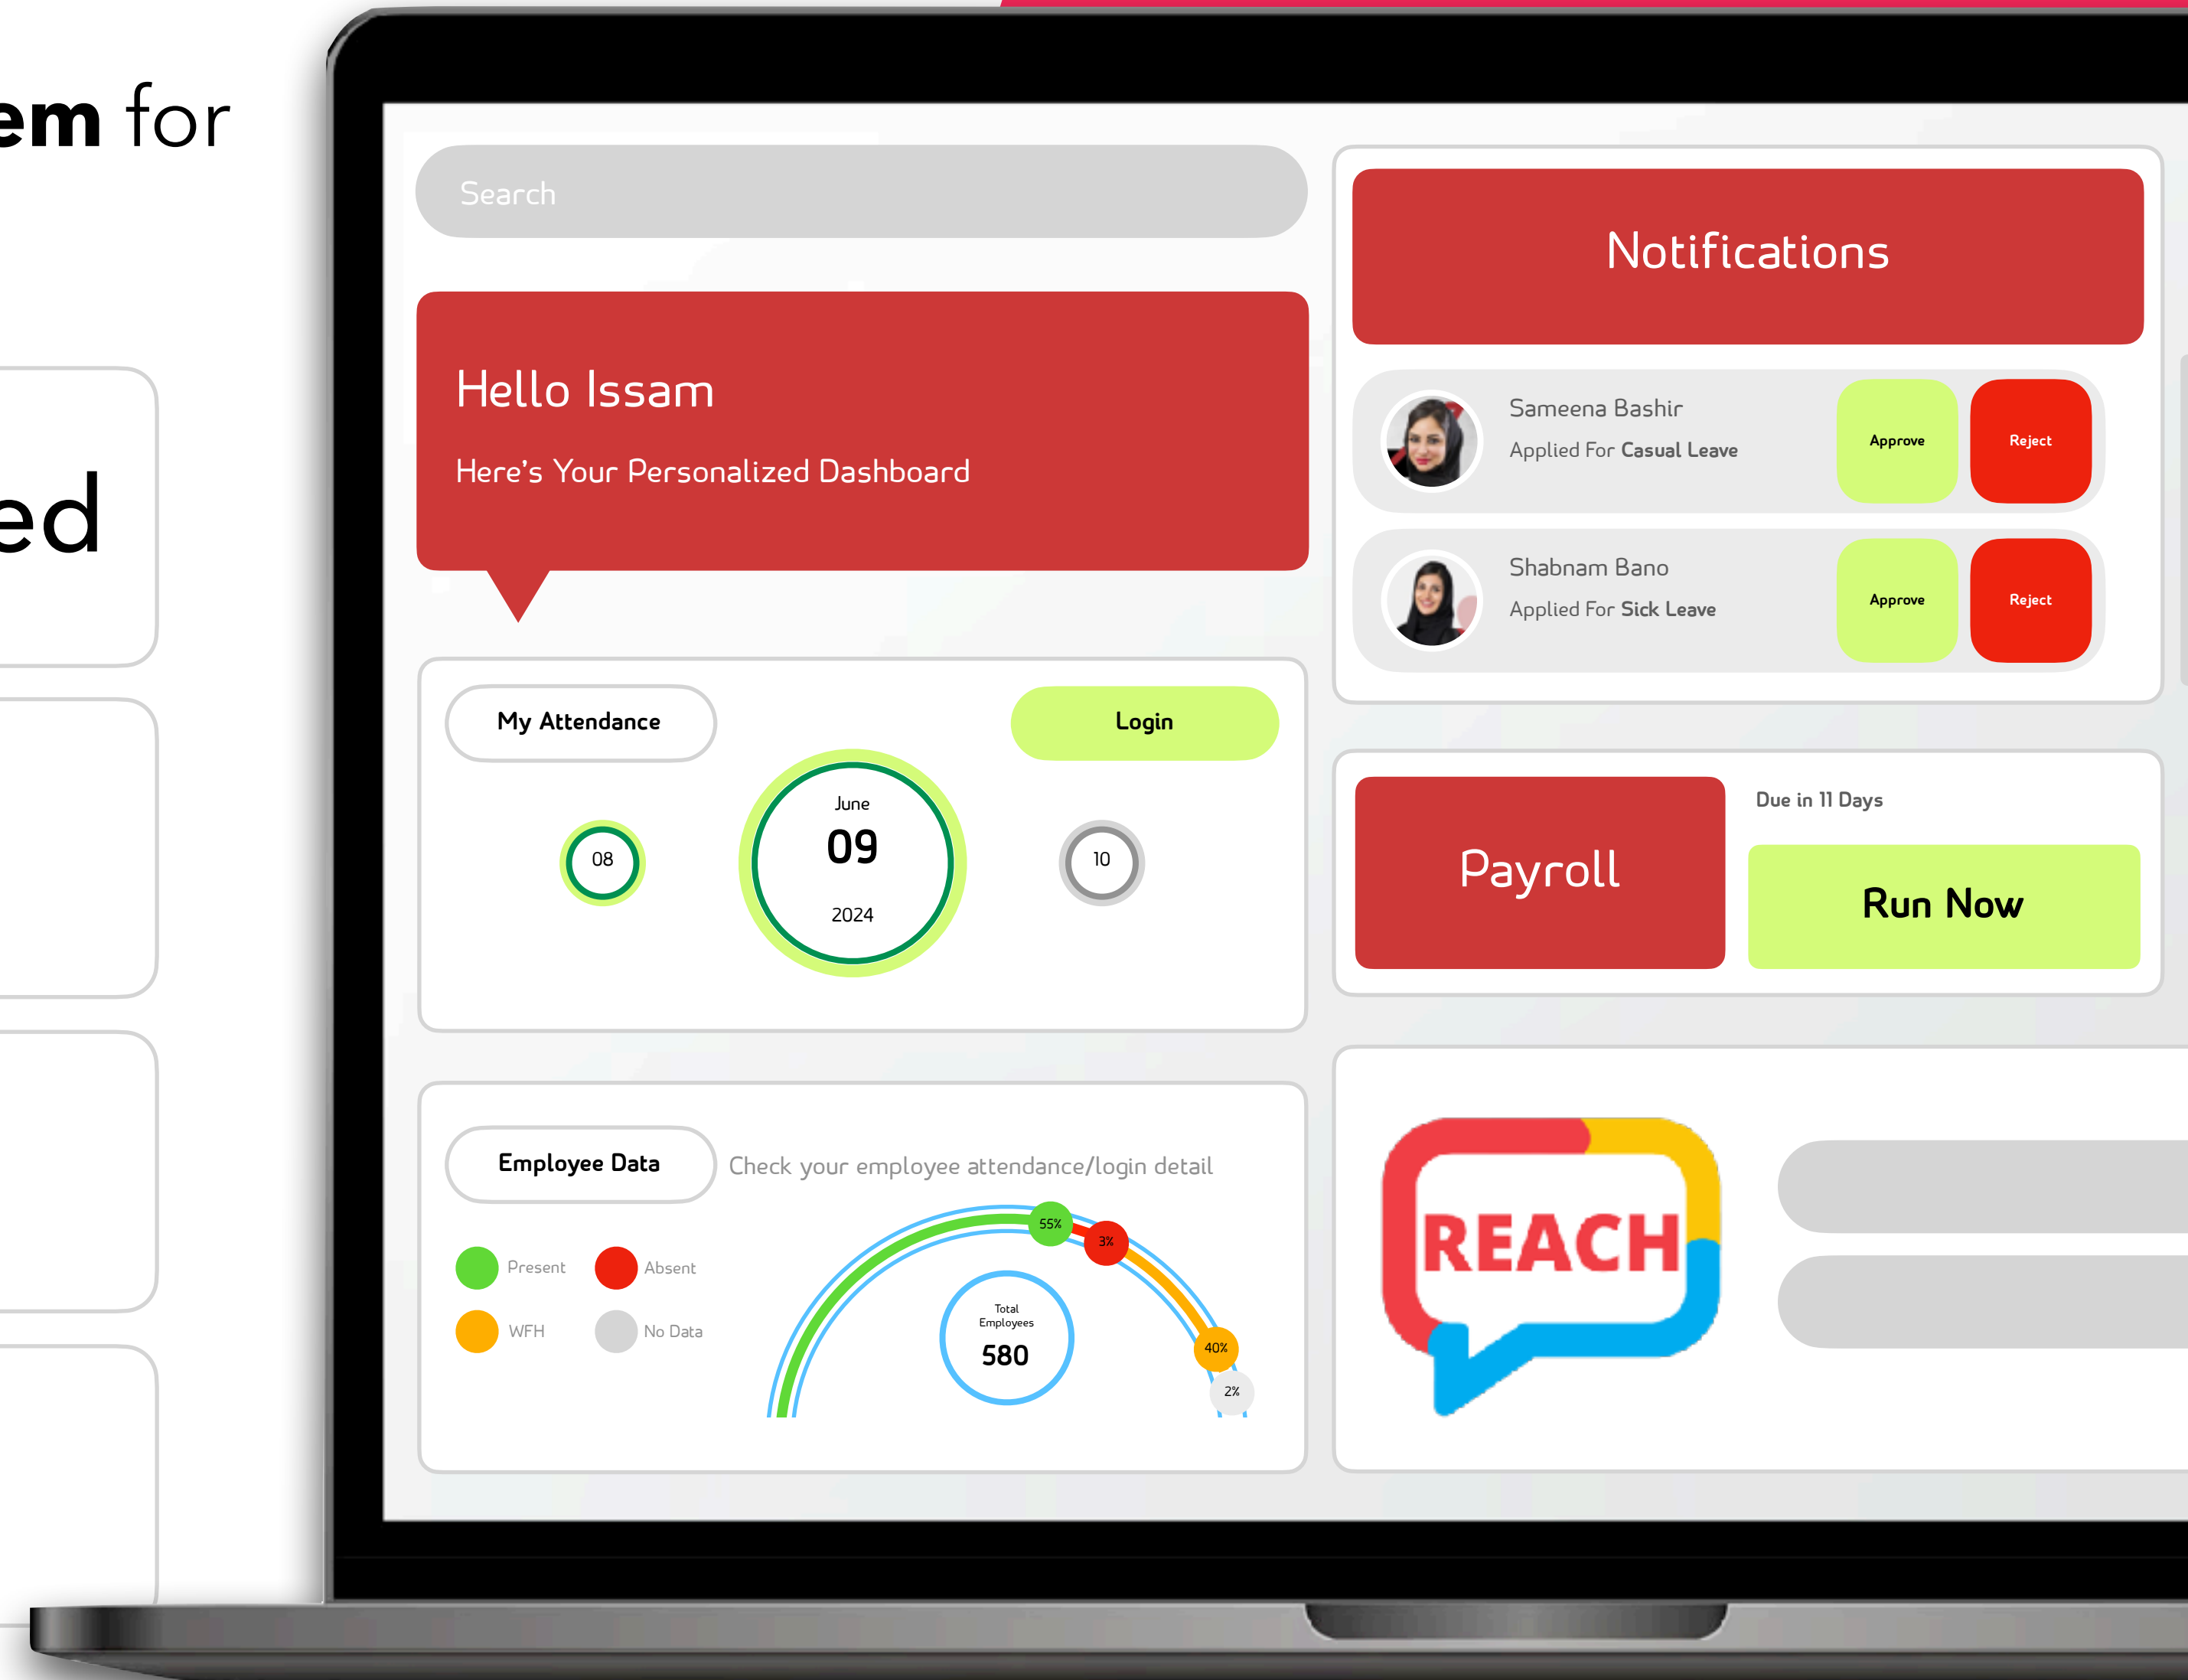 em for
ed
Search
Hello Issam
Here's Your Personalized Dashboard
My Attendance
Login
08
June
09
2024
10
Employee Data
Check your employee attendance/login detail
Present
Absent
WFH
No Data
55%
3%
40%
2%
Total
Employees
580
Notifications
Sameena Bashir
Applied For Casual Leave
Approve
Reject
Shabnam Bano
Applied For Sick Leave
Approve
Reject
Payroll
Due in 11 Days
Run Now
REACH